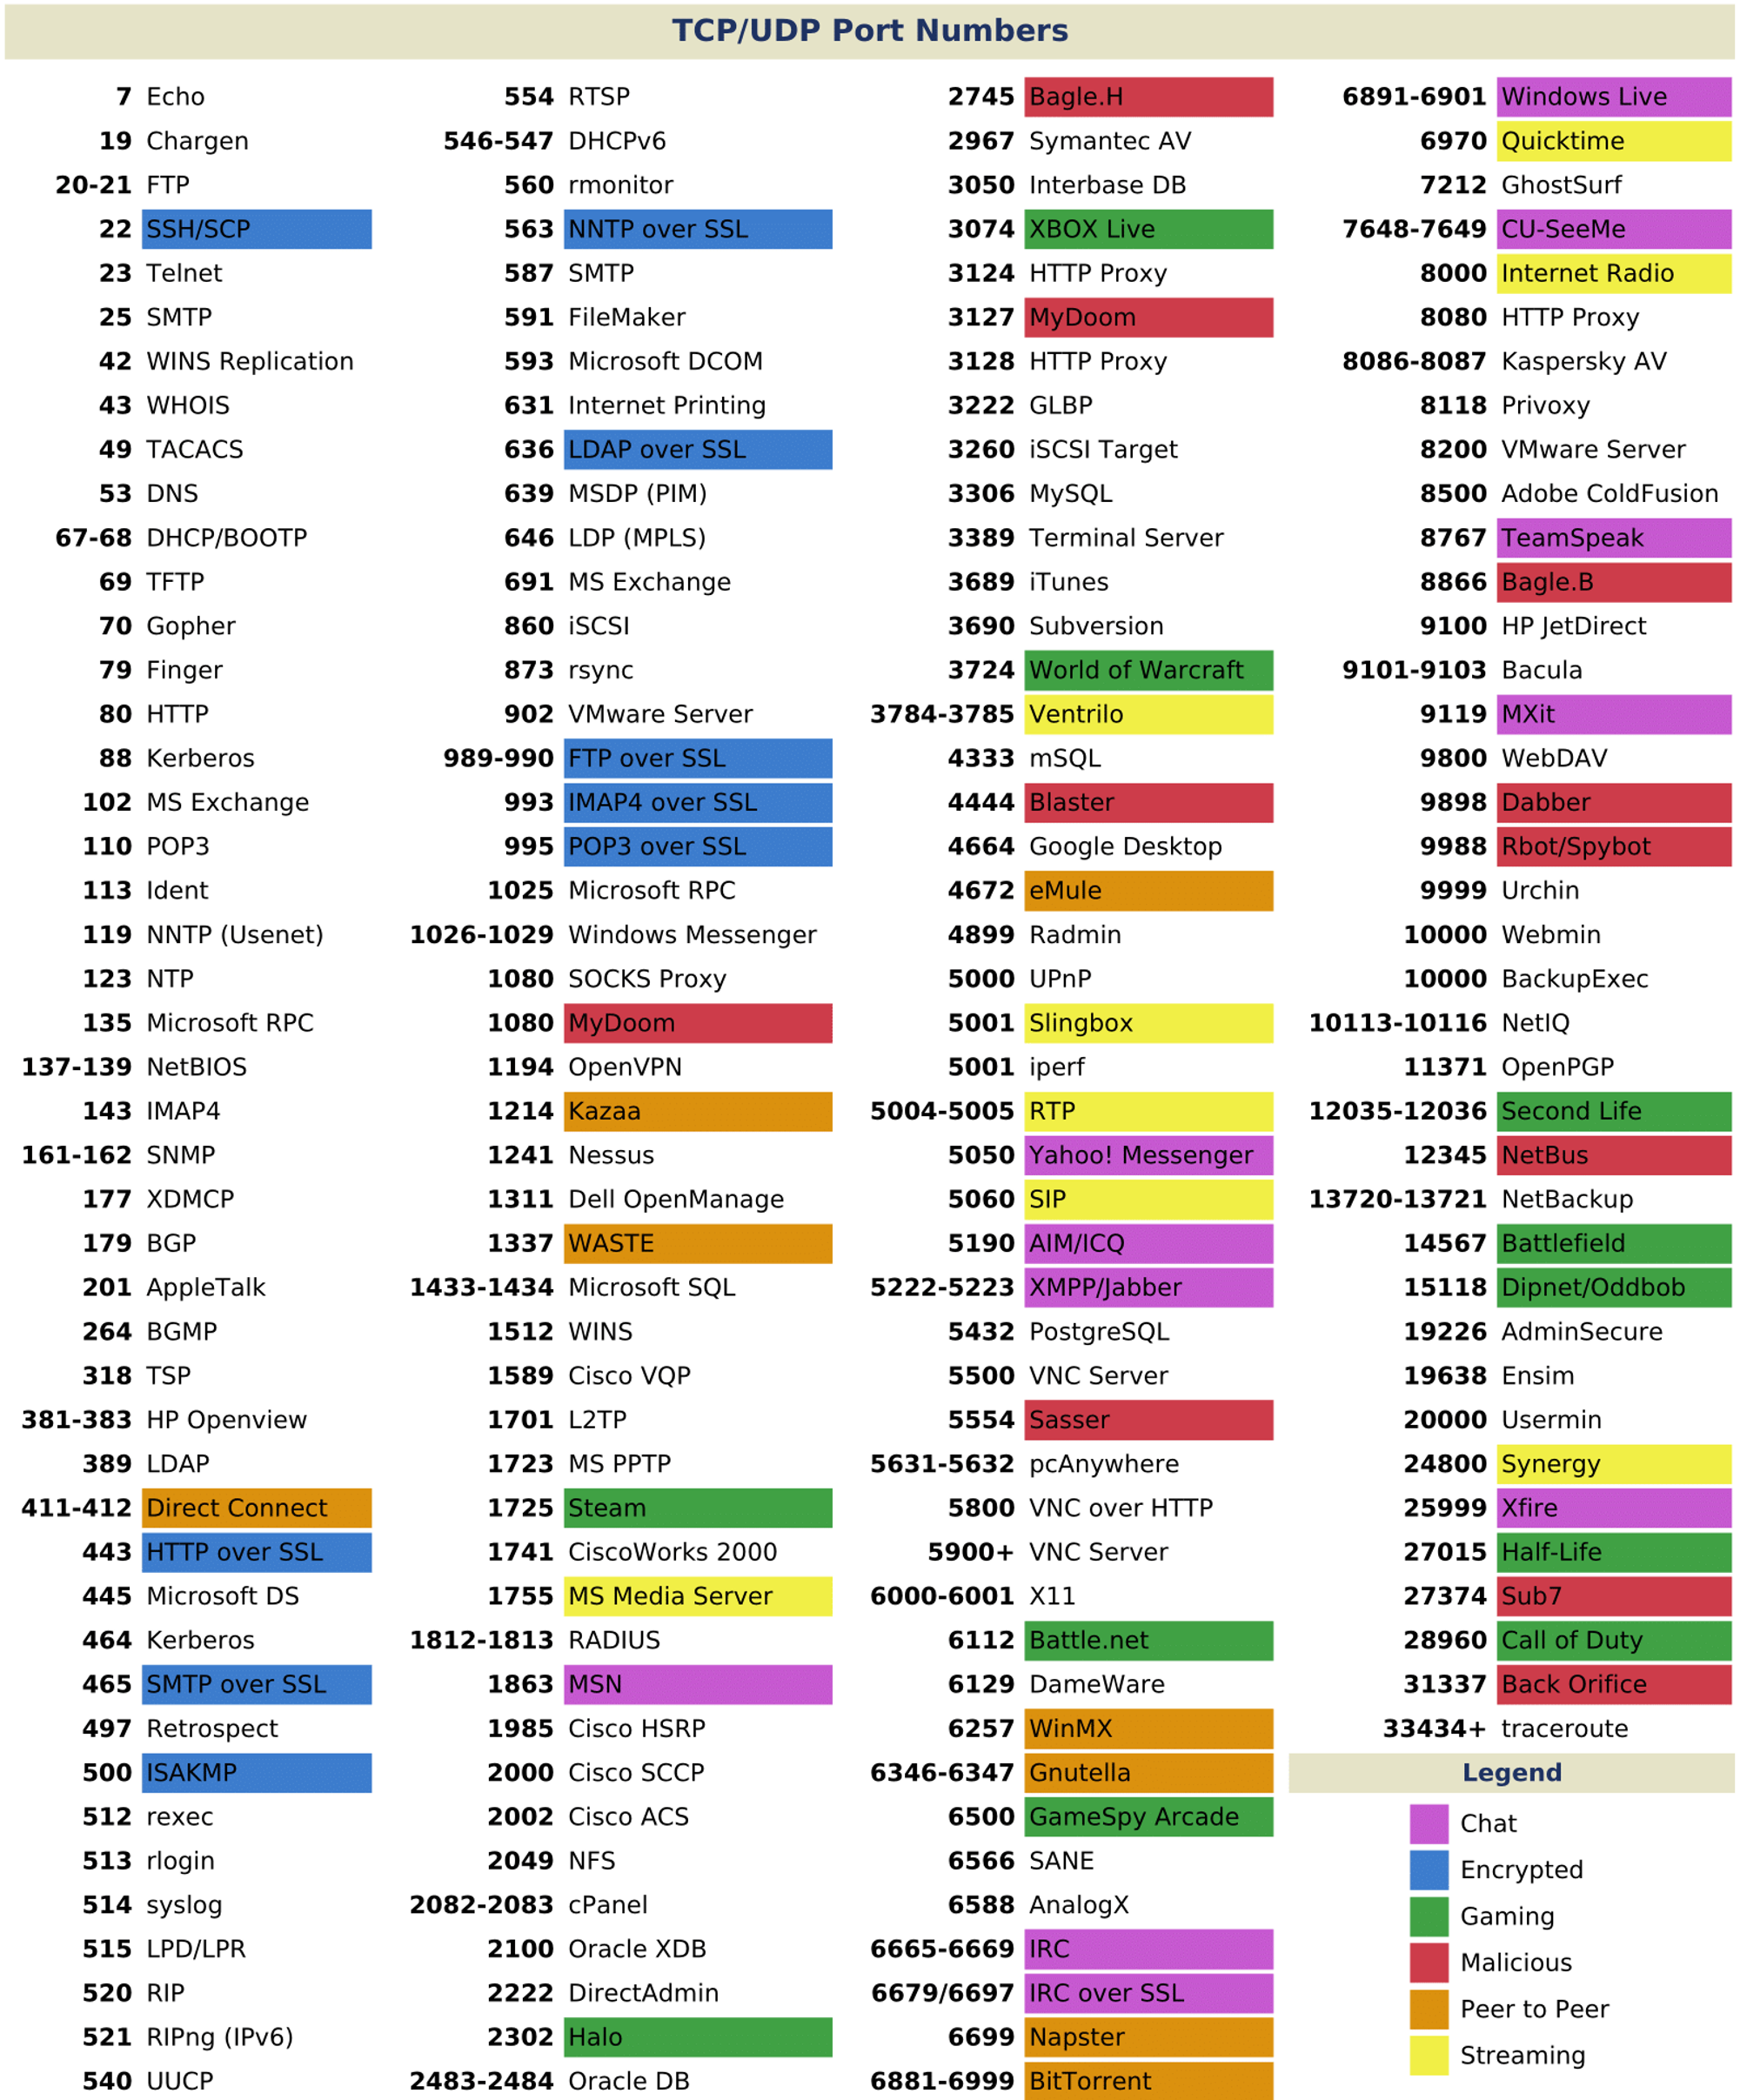 TCP/UDP Port Numbers
7 Echo
19 Chargen
20-21 FTP
22 SSH/SCP
23 Telnet
25 SMTP
42 WINS Replication
43 WHOIS
49 TACACS
53 DNS
67-68 DHCP/BOOTP
69 TFTP
70 Gopher
79 Finger
80 HTTP
88 Kerberos
102 MS Exchange
110 POP3
113 Ident
119 NNTP (Usenet)
123 NTP
135 Microsoft RPC
137-139 NetBIOS
143 IMAP4
161-162 SNMP
177 XDMCP
179 BGP
201 AppleTalk
264 BGMP
318 TSP
381-383 HP Openview
389 LDAP
411-412 Direct Connect
443 HTTP over SSL
445 Microsoft DS
464 Kerberos
465 SMTP over SSL
497 Retrospect
500 ISAKMP
512 rexec
513 rlogin
514 syslog
515 LPD/LPR
520 RIP
521 RIPng (IPv6)
540 UUCP
554 RTSP
546-547 DHCPv6
560 rmonitor
563 NNTP over SSL
587 SMTP
591 FileMaker
593 Microsoft DCOM
631 Internet Printing
636 LDAP over SSL
639 MSDP (PIM)
646 LDP (MPLS)
691 MS Exchange
860 iSCSI
873 rsync
902 VMware Server
989-990 FTP over SSL
993 IMAP4 over SSL
995 POP3 over SSL
1025 Microsoft RPC
1026-1029 Windows Messenger
1080 SOCKS Proxy
1080 MyDoom
1194 OpenVPN
1214 Kazaa
1241 Nessus
1311 Dell OpenManage
1337 WASTE
1433-1434 Microsoft SQL
1512 WINS
1589 Cisco VQP
1701 L2TP
1723 MS PPTP
1725 Steam
1741 CiscoWorks 2000
1755 MS Media Server
1812-1813 RADIUS
1863 MSN
1985 Cisco HSRP
2000 Cisco SCCP
2002 Cisco ACS
2049 NFS
2082-2083 cPanel
2100 Oracle XDB
2222 DirectAdmin
2302 Halo
2483-2484 Oracle DB
2745 Bagle.H
2967 Symantec AV
3050 Interbase DB
3074 XBOX Live
3124 HTTP Proxy
3127 MyDoom
3128 HTTP Proxy
3222 GLBP
3260 iSCSI Target
3306 MySQL
3389 Terminal Server
3689 iTunes
3690 Subversion
3724 World of Warcraft
3784-3785 Ventrilo
4333 mSQL
4444 Blaster
4664 Google Desktop
4672 eMule
4899 Radmin
5000 UPnP
5001 Slingbox
5001 iperf
5004-5005 RTP
5050 Yahoo! Messenger
5060 SIP
5190 AIM/ICQ
5222-5223 XMPP/Jabber
5432 PostgreSQL
5500 VNC Server
5554 Sasser
5631-5632 pcAnywhere
5800 VNC over HTTP
5900+ VNC Server
6000-6001 X11
6112 Battle.net
6129 DameWare
6257 WinMX
6346-6347 Gnutella
6500 GameSpy Arcade
6566 SANE
6588 AnalogX
6665-6669 IRC
6679/6697 IRC over SSL
6699 Napster
6881-6999 BitTorrent
6891-6901 Windows Live
6970 Quicktime
7212 GhostSurf
7648-7649 CU-SeeMe
8000 Internet Radio
8080 HTTP Proxy
8086-8087 Kaspersky AV
8118 Privoxy
8200 VMware Server
8500 Adobe ColdFusion
8767 TeamSpeak
8866 Bagle.B
9100 HP JetDirect
9101-9103 Bacula
9119 MXit
9800 WebDAV
9898 Dabber
9988 Rbot/Spybot
9999 Urchin
10000 Webmin
10000 BackupExec
10113-10116 NetIQ
11371 OpenPGP
12035-12036 Second Life
12345 NetBus
13720-13721 NetBackup
14567 Battlefield
15118 Dipnet/Oddbob
19226 AdminSecure
19638 Ensim
20000 Usermin
24800 Synergy
25999 Xfire
27015 Half-Life
27374 Sub7
28960 Call of Duty
31337 Back Orifice
33434+ traceroute
Legend
Chat
Encrypted
Gaming
Malicious
Peer to Peer
Streaming